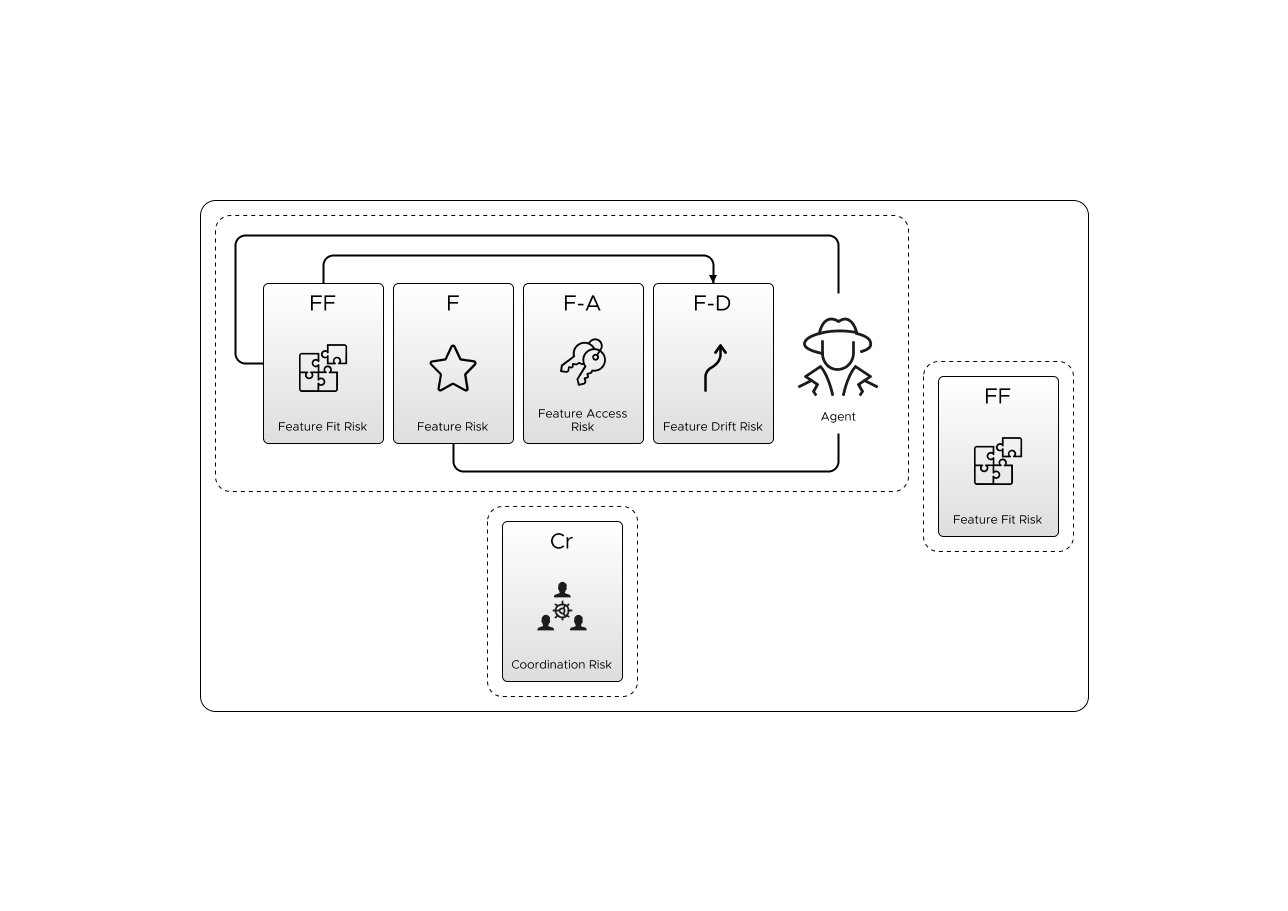 FF
Feature Fit Risk
F
Feature Risk
F-A
Feature Access
Risk
F-D
Feature Drift Risk
Agent
FF
Feature Fit Risk
Cr
Coordination Risk